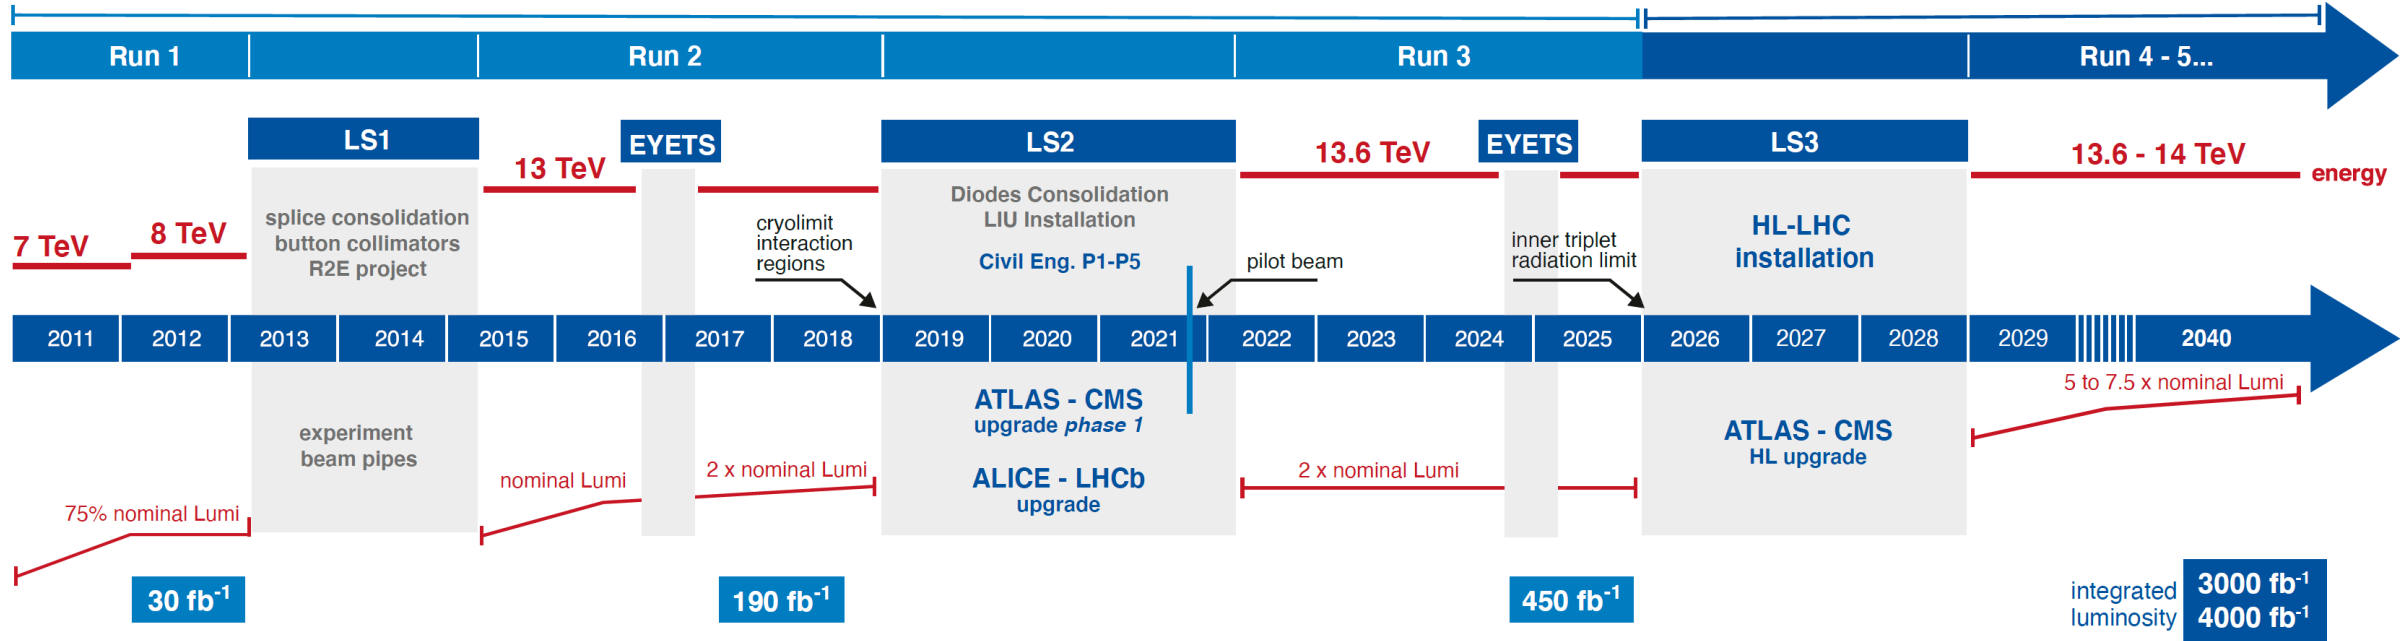 Run 1
Run 2
Run 3
Run 4 - 5...
LS1
EYETS
LS2
EYETS
LS3
7 TeV
8 TeV
13 TeV
13.6 TeV
13.6 - 14 TeV
energy
splice consolidation
button collimators
R2E project
cryolimit
interaction
regions
Diodes Consolidation
LIU Installation
Civil Eng. P1-P5
pilot beam
inner triplet
radiation limit
HL-LHC
installation
2011 2012 2013 2014 2015 2016 2017 2018 2019 2020 2021 2022 2023 2024 2025 2026 2027 2028 2029 2040
experiment
beam pipes
ATLAS - CMS
upgrade phase 1
ALICE - LHCb
upgrade
ATLAS - CMS
HL upgrade
75% nominal Lumi
nominal Lumi
2 x nominal Lumi
2 x nominal Lumi
5 to 7.5 x nominal Lumi
30 fb⁻¹
190 fb⁻¹
450 fb⁻¹
integrated
luminosity
3000 fb⁻¹
4000 fb⁻¹